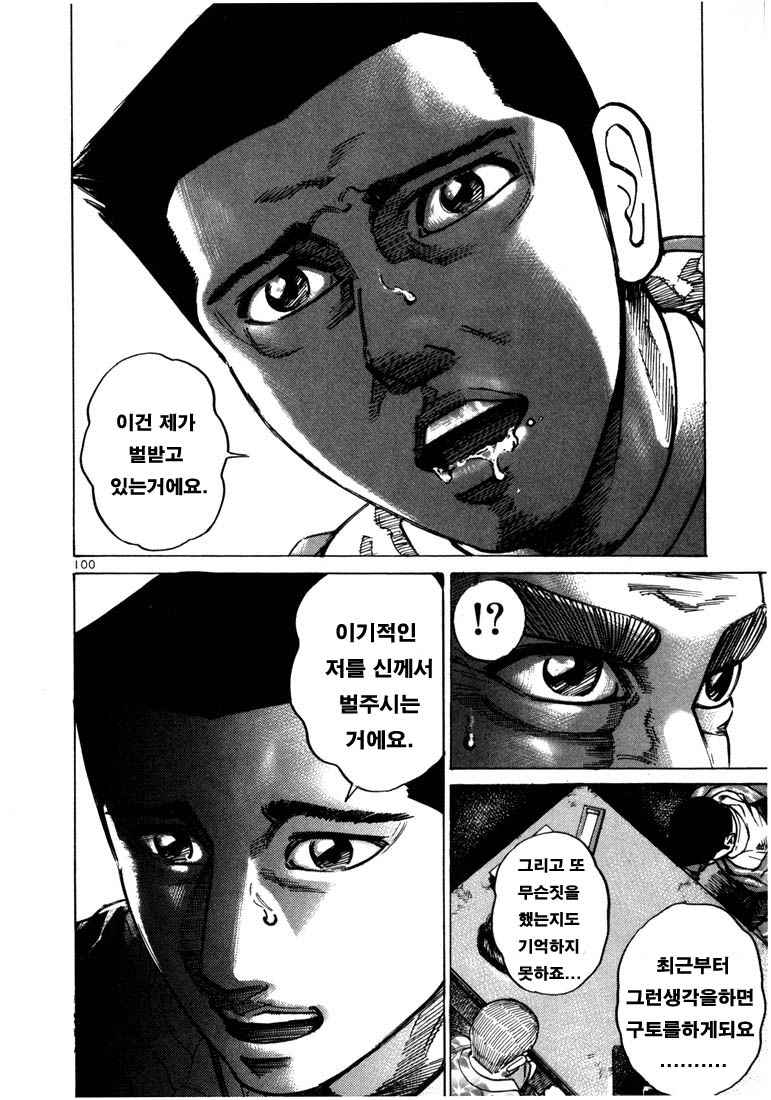 이건 제가
벌받고
있는거에요.
100
이기적인
저를 신께서
벌주시는
거에요.
!?
그리고 또
무슨짓을
했는지도
기억하지
못하죠...
최근부터
그런생각을하면
구토를하게되요
..........